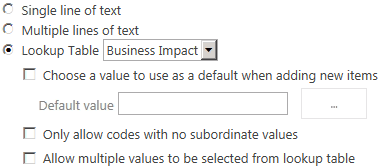 Single line of text
Multiple lines of text
Lookup Table Business Impact
Choose a value to use as a default when adding new items
Default value ...
Only allow codes with no subordinate values
Allow multiple values to be selected from lookup table